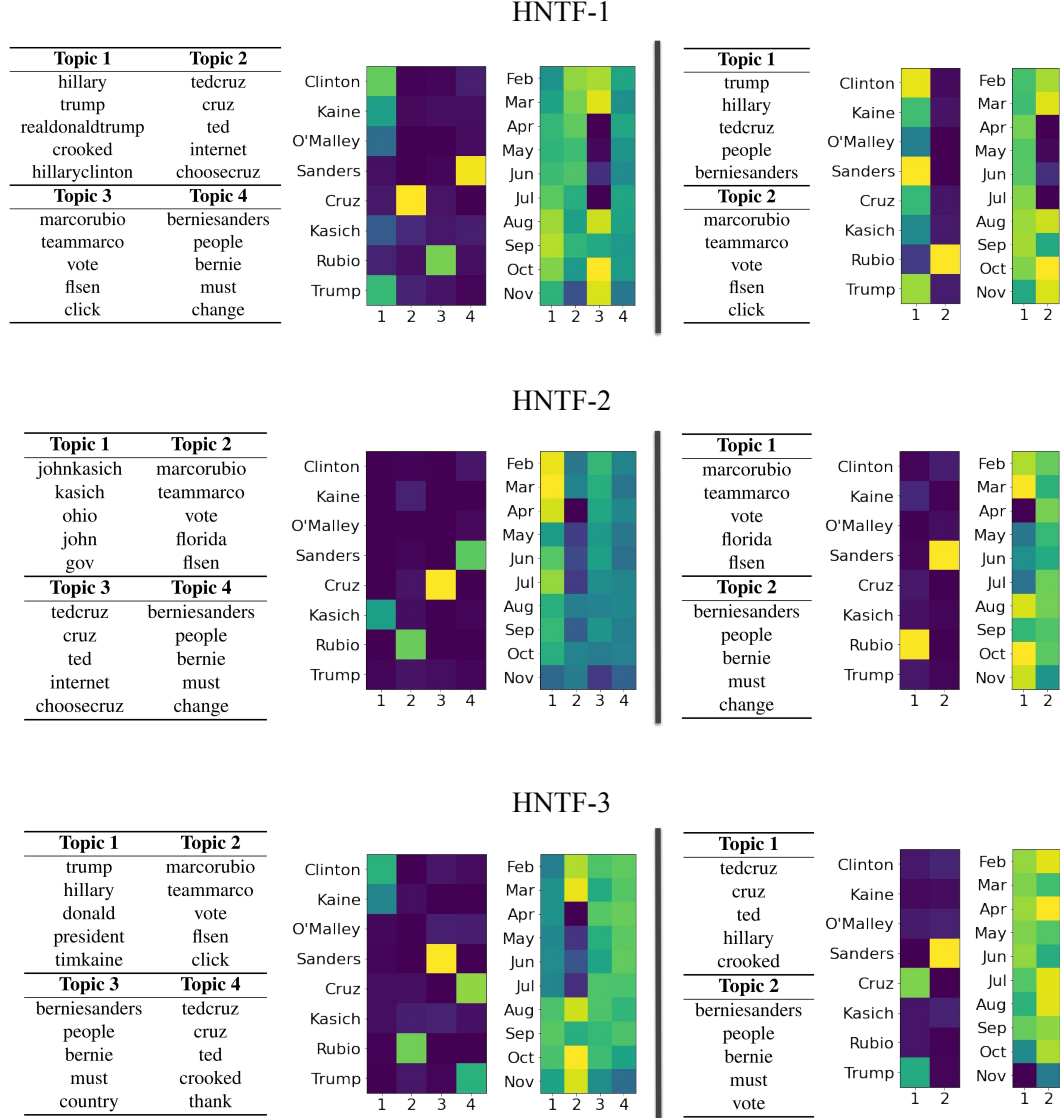 HNTF-1
Topic 1 Topic 2
hillary tedcruz
trump cruz
realdonaldtrump ted
crooked internet
hillaryclinton choosecruz
Topic 3 Topic 4
marcorubio berniesanders
teammarco people
vote bernie
flsen must
click change
Clinton
Kaine
O'Malley
Sanders
Cruz
Kasich
Rubio
Trump
1 2 3 4
Feb
Mar
Apr
May
Jun
Jul
Aug
Sep
Oct
Nov
1 2 3 4
Topic 1
trump
hillary
tedcruz
people
berniesanders
Topic 2
marcorubio
teammarco
vote
flsen
click
Clinton
Kaine
O'Malley
Sanders
Cruz
Kasich
Rubio
Trump
1 2
Feb
Mar
Apr
May
Jun
Jul
Aug
Sep
Oct
Nov
1 2
HNTF-2
Topic 1 Topic 2
johnkasich marcorubio
kasich teammarco
ohio vote
john florida
gov flsen
Topic 3 Topic 4
tedcruz berniesanders
cruz people
ted bernie
internet must
choosecruz change
Clinton
Kaine
O'Malley
Sanders
Cruz
Kasich
Rubio
Trump
1 2 3 4
Feb
Mar
Apr
May
Jun
Jul
Aug
Sep
Oct
Nov
1 2 3 4
Topic 1
marcorubio
teammarco
vote
florida
flsen
Topic 2
berniesanders
people
bernie
must
change
Clinton
Kaine
O'Malley
Sanders
Cruz
Kasich
Rubio
Trump
1 2
Feb
Mar
Apr
May
Jun
Jul
Aug
Sep
Oct
Nov
1 2
HNTF-3
Topic 1 Topic 2
trump marcorubio
hillary teammarco
donald vote
president flsen
timkaine click
Topic 3 Topic 4
berniesanders tedcruz
people cruz
bernie ted
must crooked
country thank
Clinton
Kaine
O'Malley
Sanders
Cruz
Kasich
Rubio
Trump
1 2 3 4
Feb
Mar
Apr
May
Jun
Jul
Aug
Sep
Oct
Nov
1 2 3 4
Topic 1
tedcruz
cruz
ted
hillary
crooked
Topic 2
berniesanders
people
bernie
must
vote
Clinton
Kaine
O'Malley
Sanders
Cruz
Kasich
Rubio
Trump
1 2
Feb
Mar
Apr
May
Jun
Jul
Aug
Sep
Oct
Nov
1 2